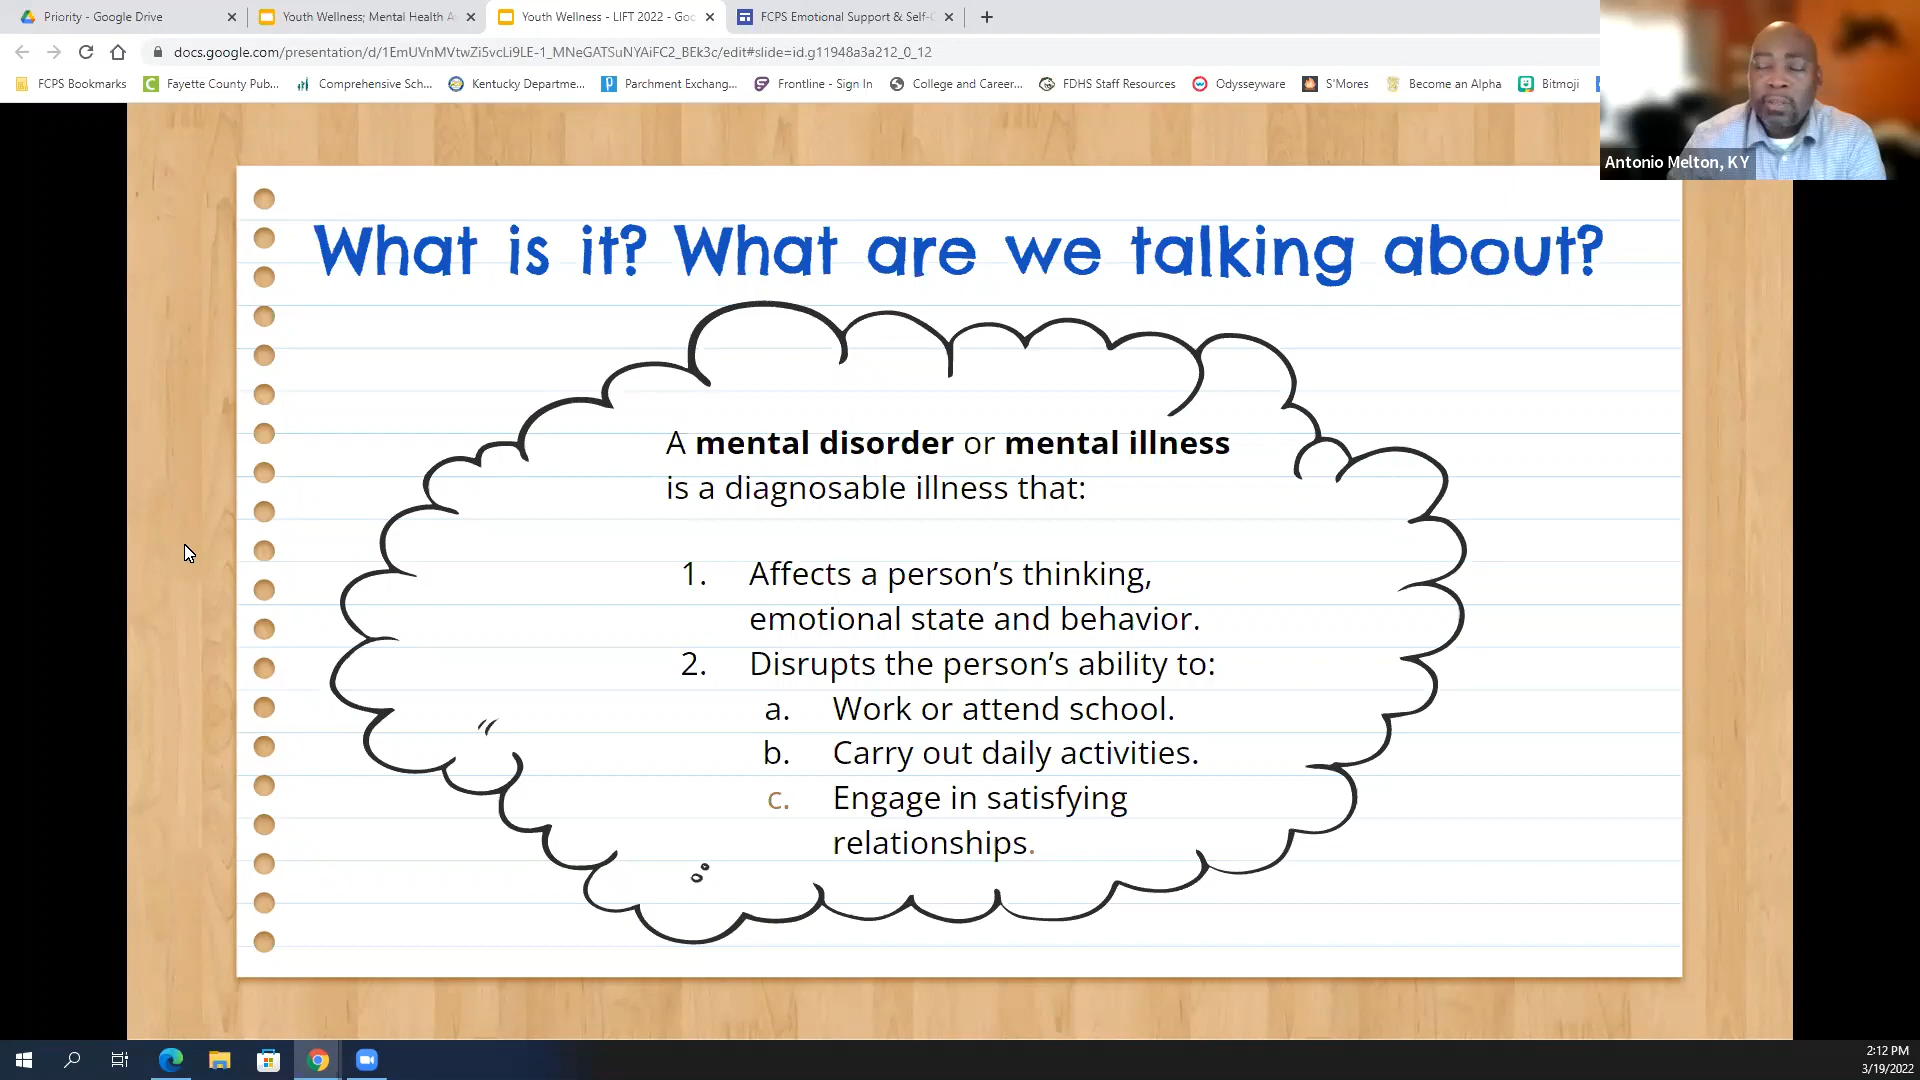 Priority - Google Drive
Youth Wellness; Mental Health A
Youth Wellness - LIFT 2022 - Goo
FCPS Emotional Support & Self-C
docs.google.com/presentation/d/1EmUVnMVtwZi5vcLi9LE-1_MNeGATSuNYAiFC2_BEk3c/edit#slide=id.g11948a3a212_0_12
FCPS Bookmarks
Fayette County Pub...
Comprehensive Sch...
Kentucky Departme...
Parchment Exchang...
Frontline - Sign In
College and Career...
FDHS Staff Resources
Odysseyware
S'Mores
Become an Alpha
Bitmoji
Antonio Melton, KY
What is it? What are we talking about?
A mental disorder or mental illness
is a diagnosable illness that:
1. Affects a person's thinking,
emotional state and behavior.
2. Disrupts the person's ability to:
a. Work or attend school.
b. Carry out daily activities.
c. Engage in satisfying
relationships.
2:12 PM
3/19/2022